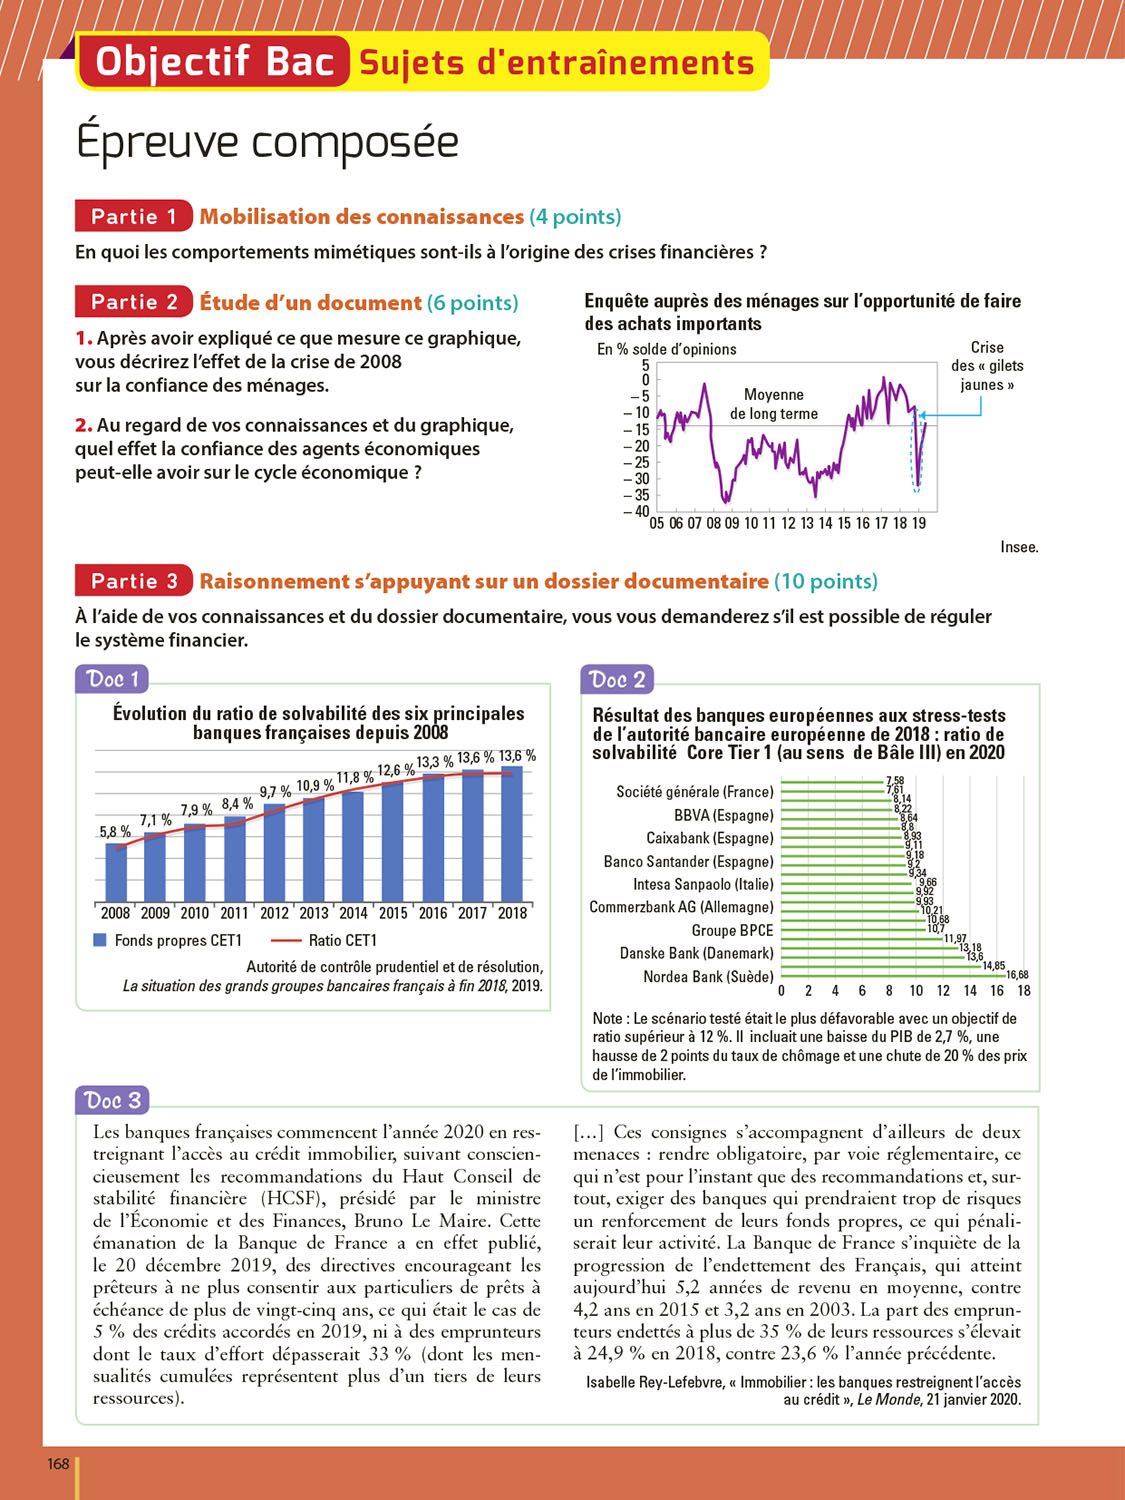 Objectif Bac Sujets d'entraînements
Épreuve composée
Partie 1 Mobilisation des connaissances (4 points)
En quoi les comportements mimétiques sont-ils à l'origine des crises financières ?
Partie 2 Étude d'un document (6 points)
1. Après avoir expliqué ce que mesure ce graphique,
vous décrirez l'effet de la crise de 2008
sur la confiance des ménages.
2. Au regard de vos connaissances et du graphique,
quel effet la confiance des agents économiques
peut-elle avoir sur le cycle économique ?
Enquête auprès des ménages sur l'opportunité de faire
des achats importants
En % solde d'opinions
Crise
des « gilets
jaunes »
Moyenne
de long terme
5
0
– 5
– 10
– 15
– 20
– 25
– 30
– 35
– 40
05 06 07 08 09 10 11 12 13 14 15 16 17 18 19
Insee.
Partie 3 Raisonnement s'appuyant sur un dossier documentaire (10 points)
À l'aide de vos connaissances et du dossier documentaire, vous vous demanderez s'il est possible de réguler
le système financier.
Doc 1
Évolution du ratio de solvabilité des six principales
banques françaises depuis 2008
5,8 % 7,1 % 7,9 % 8,4 % 9,7 % 10,9 % 11,8 % 12,6 % 13,3 % 13,6 % 13,6 %
2008 2009 2010 2011 2012 2013 2014 2015 2016 2017 2018
Fonds propres CET1 Ratio CET1
Autorité de contrôle prudentiel et de résolution,
La situation des grands groupes bancaires français à fin 2018, 2019.
Doc 2
Résultat des banques européennes aux stress-tests
de l'autorité bancaire européenne de 2018 : ratio de
solvabilité Core Tier 1 (au sens de Bâle III) en 2020
7,58
Société générale (France) 7,61
8,14
8,22
BBVA (Espagne) 8,64
8,8
Caixabank (Espagne) 8,93
9,11
9,18
Banco Santander (Espagne) 9,2
9,34
Intesa Sanpaolo (Italie) 9,66
9,92
9,93
Commerzbank AG (Allemagne) 10,21
10,68
Groupe BPCE 10,7
11,97
13,18
Danske Bank (Danemark) 13,6
14,85
Nordea Bank (Suède) 16,68
0 2 4 6 8 10 12 14 16 18
Note : Le scénario testé était le plus défavorable avec un objectif de
ratio supérieur à 12 %. Il incluait une baisse du PIB de 2,7 %, une
hausse de 2 points du taux de chômage et une chute de 20 % des prix
de l'immobilier.
Doc 3
Les banques françaises commencent l'année 2020 en res-
treignant l'accès au crédit immobilier, suivant conscien-
cieusement les recommandations du Haut Conseil de
stabilité financière (HCSF), présidé par le ministre
de l'Économie et des Finances, Bruno Le Maire. Cette
émanation de la Banque de France a en effet publié,
le 20 décembre 2019, des directives encourageant les
prêteurs à ne plus consentir aux particuliers de prêts à
échéance de plus de vingt-cinq ans, ce qui était le cas de
5 % des crédits accordés en 2019, ni à des emprunteurs
dont le taux d'effort dépasserait 33 % (dont les men-
sualités cumulées représentent plus d'un tiers de leurs
ressources).
[…] Ces consignes s'accompagnent d'ailleurs de deux
menaces : rendre obligatoire, par voie réglementaire, ce
qui n'est pour l'instant que des recommandations et, sur-
tout, exiger des banques qui prendraient trop de risques
un renforcement de leurs fonds propres, ce qui pénali-
serait leur activité. La Banque de France s'inquiète de la
progression de l'endettement des Français, qui atteint
aujourd'hui 5,2 années de revenu en moyenne, contre
4,2 ans en 2015 et 3,2 ans en 2003. La part des emprun-
teurs endettés à plus de 35 % de leurs ressources s'élevait
à 24,9 % en 2018, contre 23,6 % l'année précédente.
Isabelle Rey-Lefebvre, « Immobilier : les banques restreignent l'accès
au crédit », Le Monde, 21 janvier 2020.
168